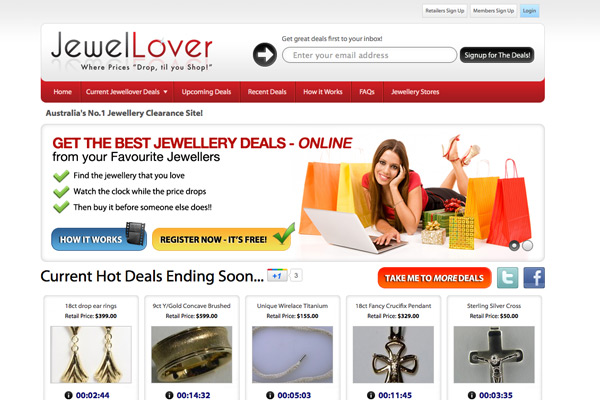 Retailers Sign Up
Members Sign Up
Login
JewelLover
Where Prices "Drop, til you Shop!"
Get great deals first to your inbox!
Enter your email address
Signup for The Deals!
Home
Current Jewellover Deals
Upcoming Deals
Recent Deals
How It Works
FAQs
Jewellery Stores
Australia's No.1 Jewellery Clearance Site!
GET THE BEST JEWELLERY DEALS - ONLINE
from your Favourite Jewellers
Find the jewellery that you love
Watch the clock while the price drops
Then buy it before someone else does!!
HOW IT WORKS
REGISTER NOW - IT'S FREE!
Current Hot Deals Ending Soon...
+1
3
TAKE ME TO MORE DEALS
t
f
18ct drop ear rings
Retail Price: $399.00
00:02:44
9ct Y/Gold Concave Brushed
Retail Price: $599.00
00:14:32
Unique Wirelace Titanium
Retail Price: $155.00
00:05:03
18ct Fancy Crucifix Pendant
Retail Price: $329.00
00:11:45
Sterling Silver Cross
Retail Price: $50.00
00:03:35